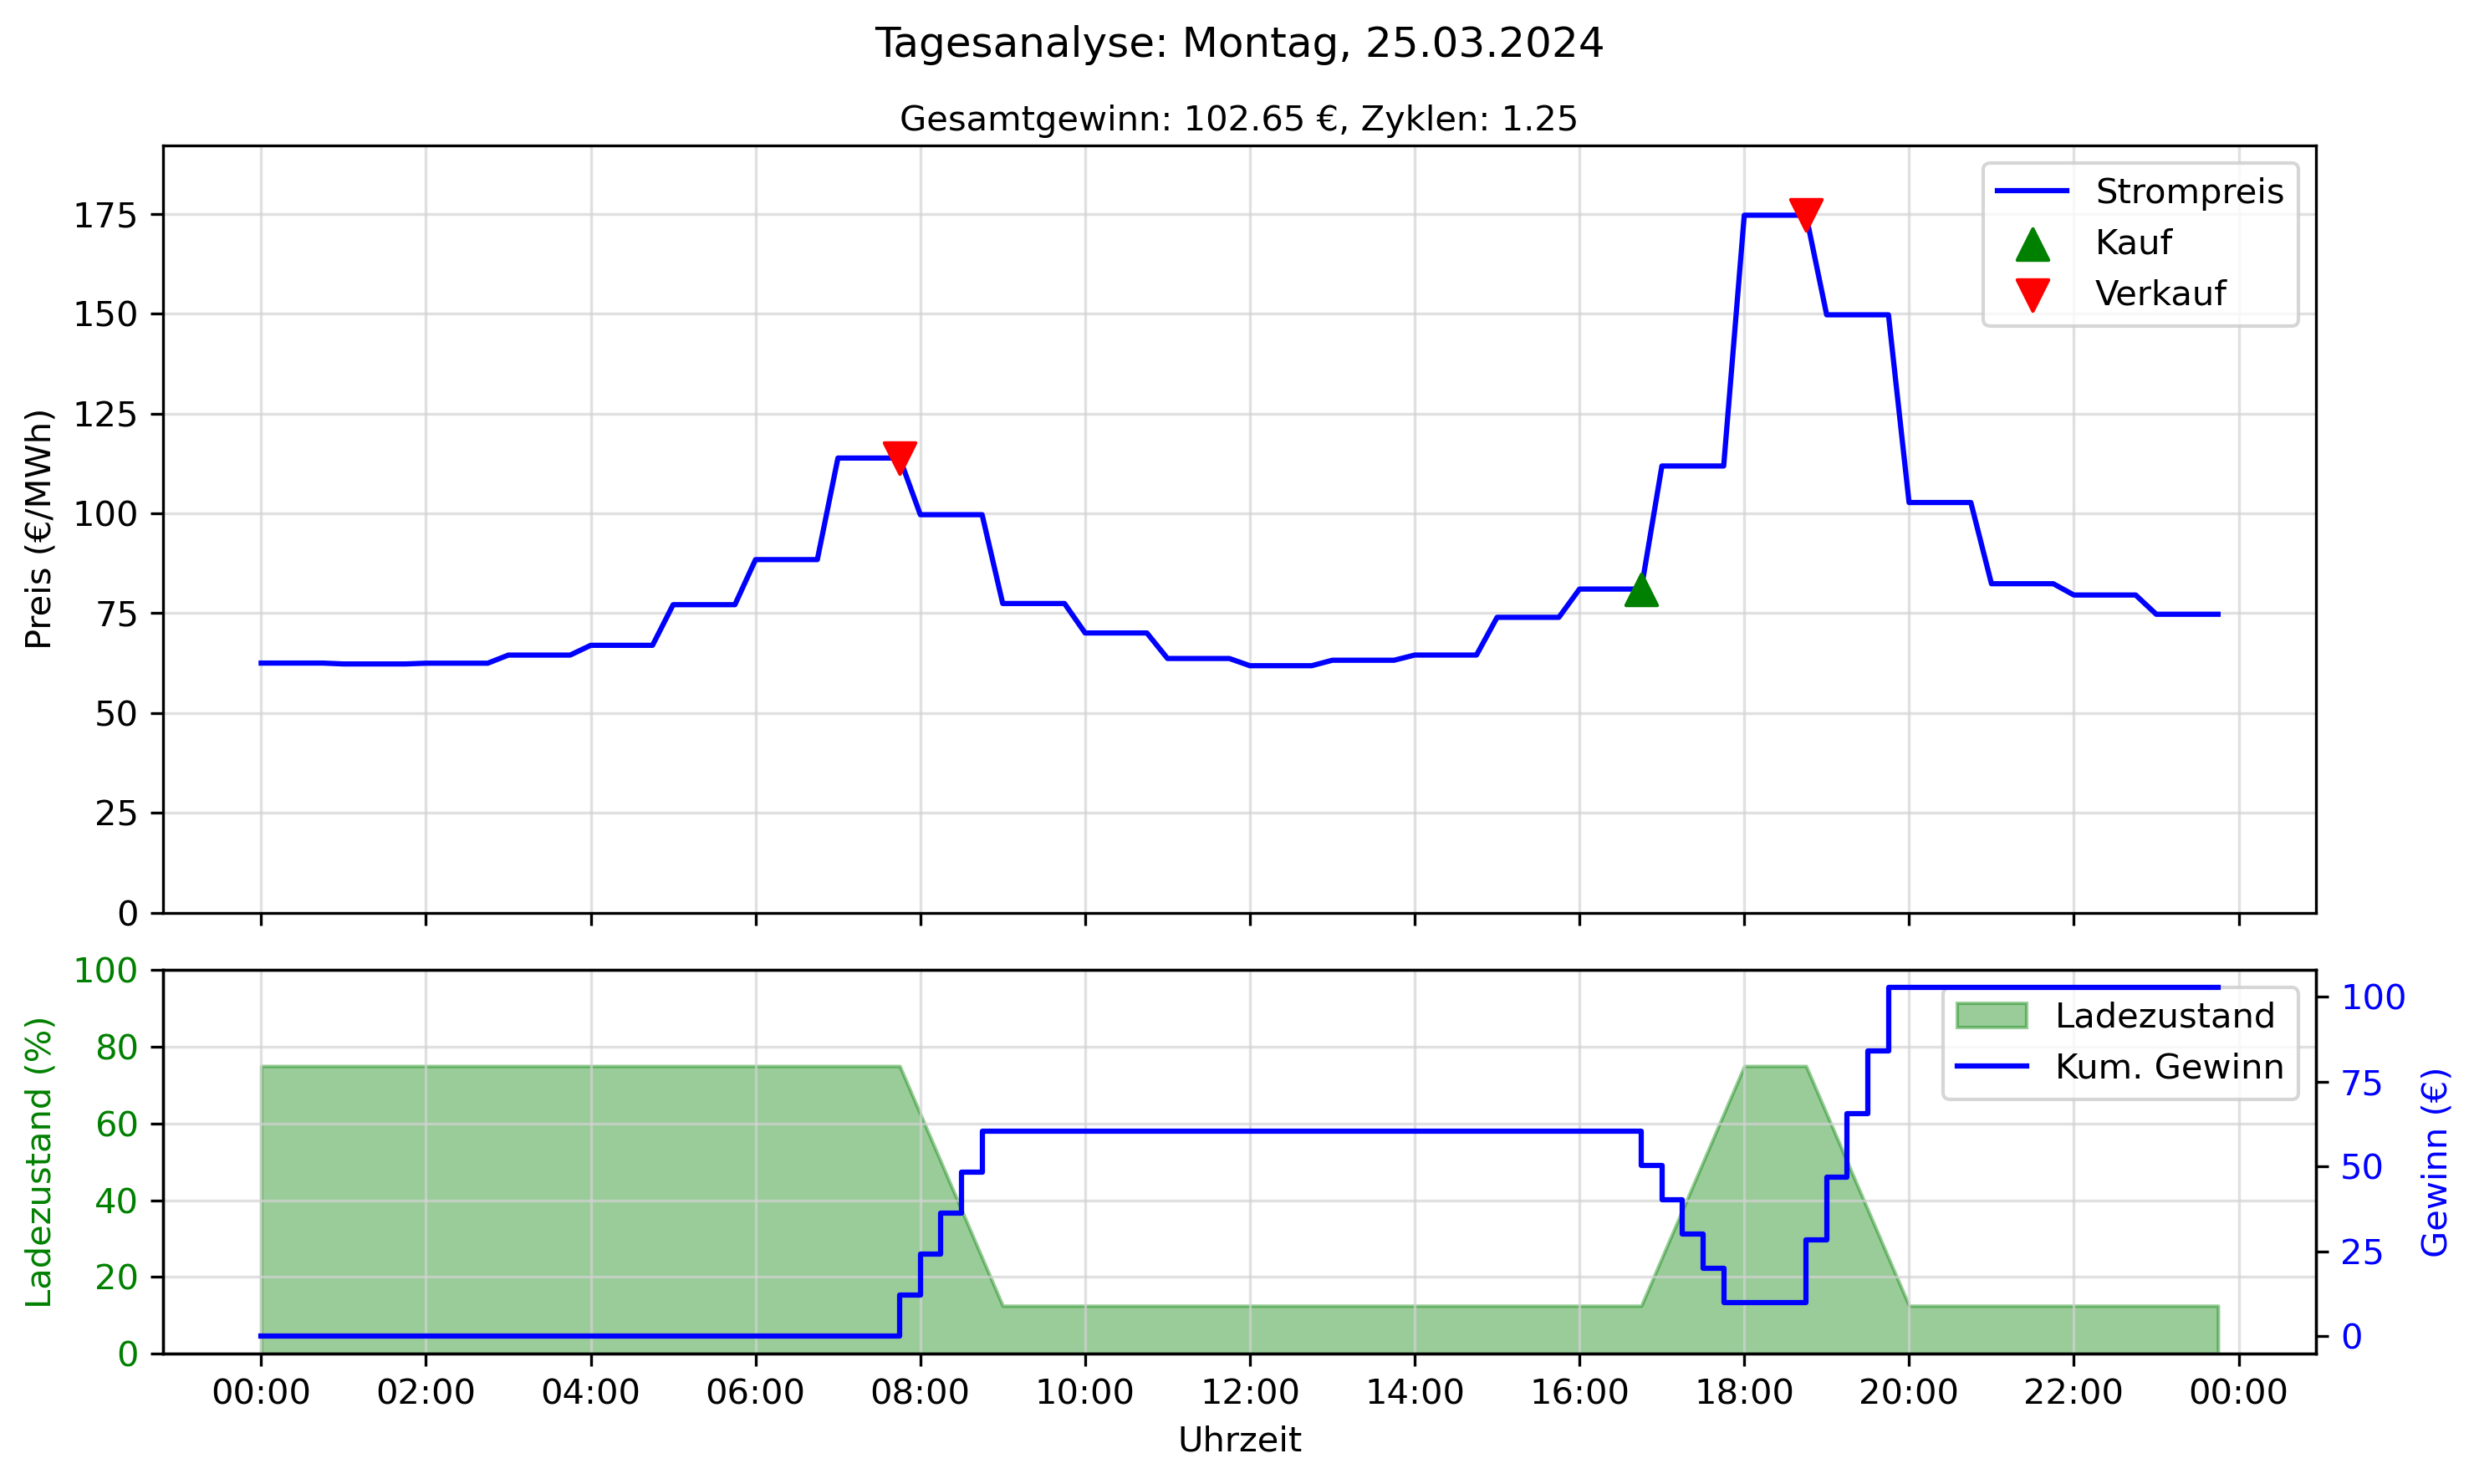 Tagesanalyse: Montag, 25.03.2024
Gesamtgewinn: 102.65 €, Zyklen: 1.25
Preis (€/MWh)
175
150
125
100
75
50
25
0
Strompreis
Kauf
Verkauf
Ladezustand (%)
100
80
60
40
20
0
Ladezustand
Kum. Gewinn
100
75
50
25
0
Gewinn (€)
00:00 02:00 04:00 06:00 08:00 10:00 12:00 14:00 16:00 18:00 20:00 22:00 00:00
Uhrzeit